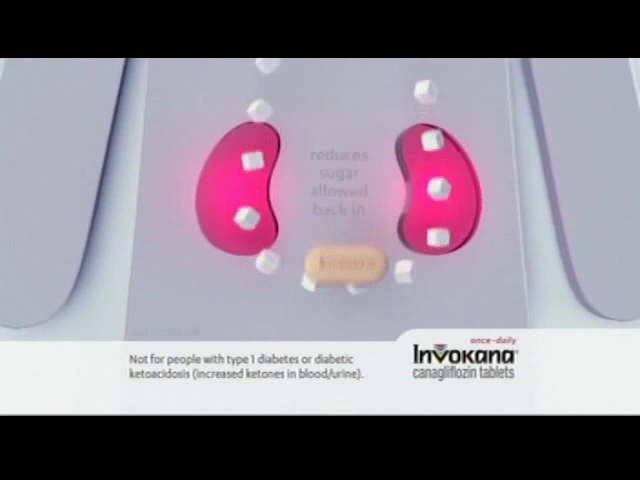 reduces
sugar
allowed
back in
once-daily
Invokana
canagliflozin tablets
Not for people with type 1 diabetes or diabetic
ketoacidosis (increased ketones in blood/urine).